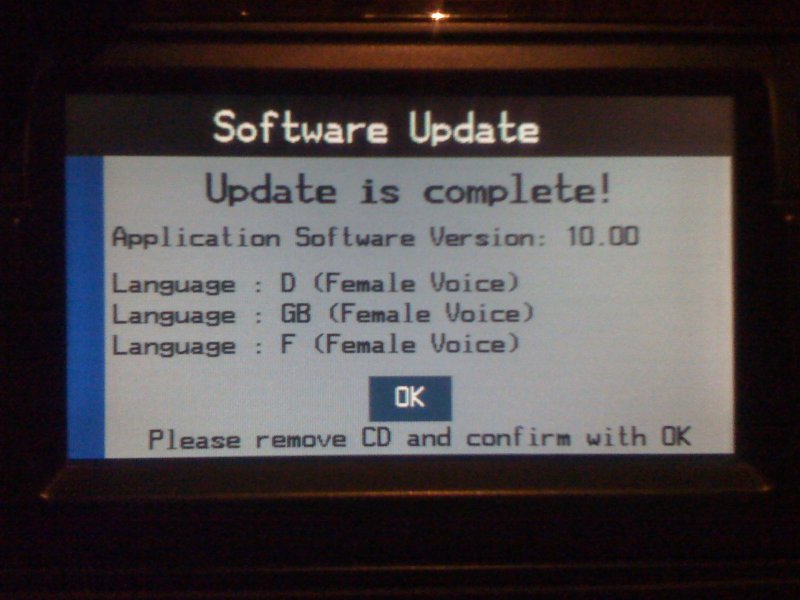 Software Update
Update is complete!
Application Software Version: 10.00
Language : D (Female Voice)
Language : GB (Female Voice)
Language : F (Female Voice)
OK
Please remove CD and confirm with OK